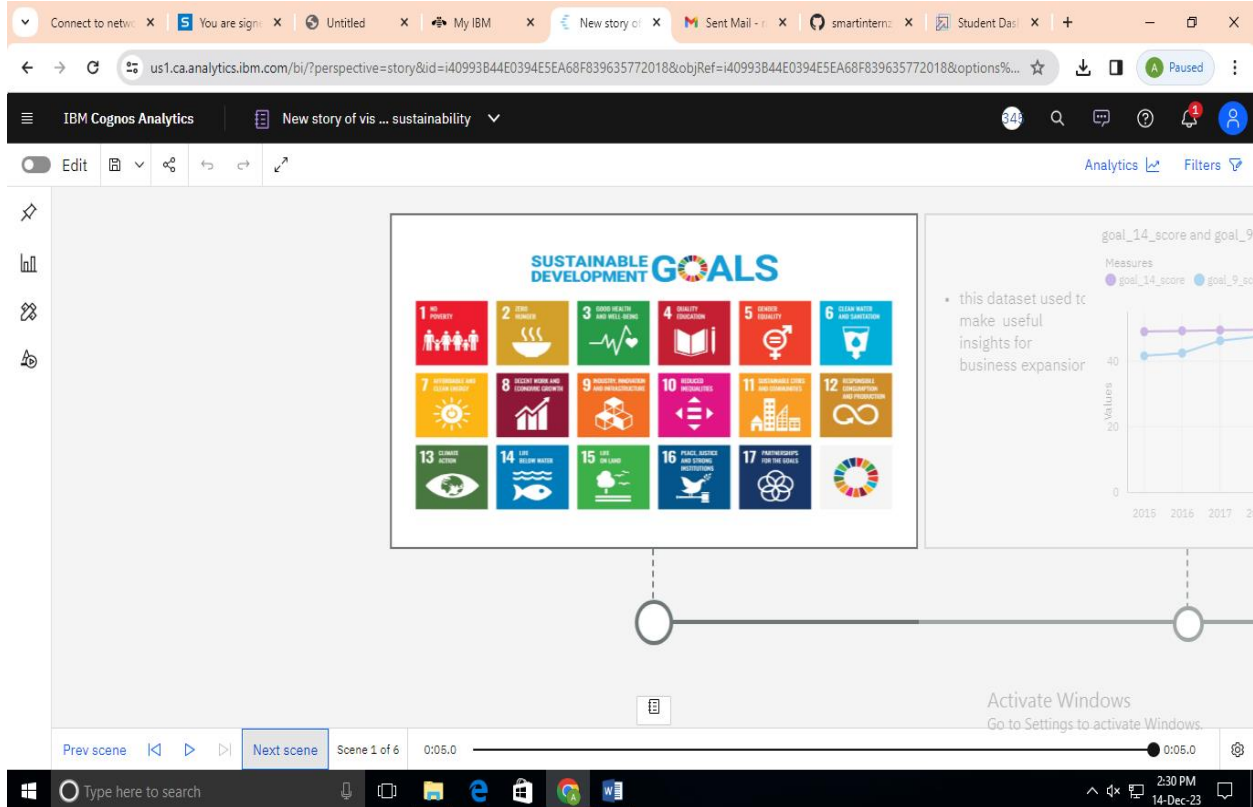 Connect to netwo
You are signe
Untitled
My IBM
New story of
Sent Mail - r
smartinternz
Student Das
us1.ca.analytics.ibm.com/bi/?perspective=story&id=i40993B44E0394E5EA68F839635772018&objRef=i40993B44E0394E5EA68F839635772018&options%...
A Paused
IBM Cognos Analytics
New story of vis ... sustainability
345
1
Edit
Analytics
Filters
SUSTAINABLE DEVELOPMENT GOALS
1 NO POVERTY
2 ZERO HUNGER
3 GOOD HEALTH AND WELL-BEING
4 QUALITY EDUCATION
5 GENDER EQUALITY
6 CLEAN WATER AND SANITATION
7 AFFORDABLE AND CLEAN ENERGY
8 DECENT WORK AND ECONOMIC GROWTH
9 INDUSTRY, INNOVATION AND INFRASTRUCTURE
10 REDUCED INEQUALITIES
11 SUSTAINABLE CITIES AND COMMUNITIES
12 RESPONSIBLE CONSUMPTION AND PRODUCTION
13 CLIMATE ACTION
14 LIFE BELOW WATER
15 LIFE ON LAND
16 PEACE, JUSTICE AND STRONG INSTITUTIONS
17 PARTNERSHIPS FOR THE GOALS
• this dataset used to
make useful
insights for
business expansion
goal_14_score and goal_9
Measures
goal_14_score goal_9_sc
Values
40
20
0
2015 2016 2017 2
Activate Windows
Go to Settings to activate Windows.
Prev scene
Next scene
Scene 1 of 6
0:05.0
0:05.0
Type here to search
2:30 PM
14-Dec-23